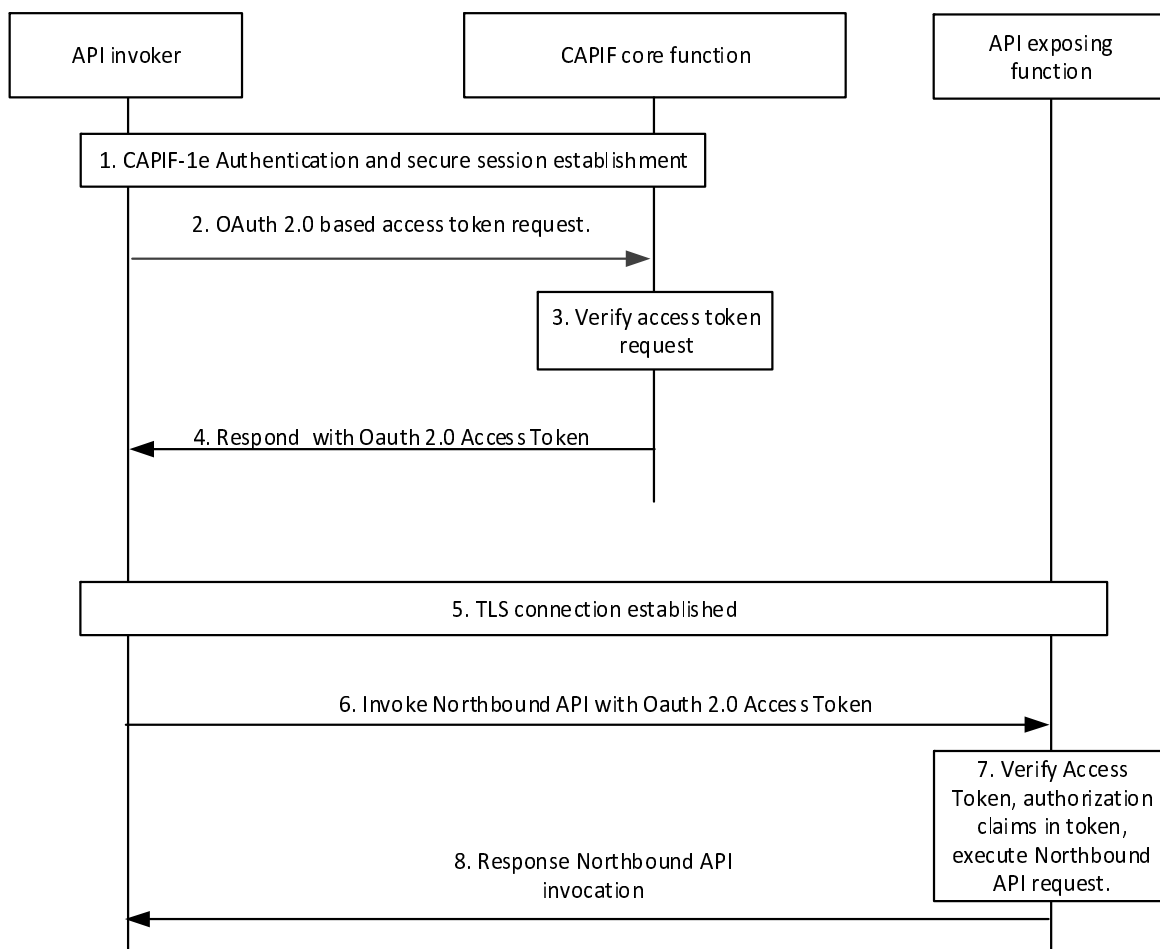 API invoker
CAPIF core function
API exposing
function
1. CAPIF-1e Authentication and secure session establishment
2. OAuth 2.0 based access token request.
3. Verify access token
request
4. Respond  with Oauth 2.0 Access Token
5. TLS connection established
6. Invoke Northbound API with Oauth 2.0 Access Token
7. Verify Access
Token, authorization
claims in token,
execute Northbound
API request.
8. Response Northbound API
invocation